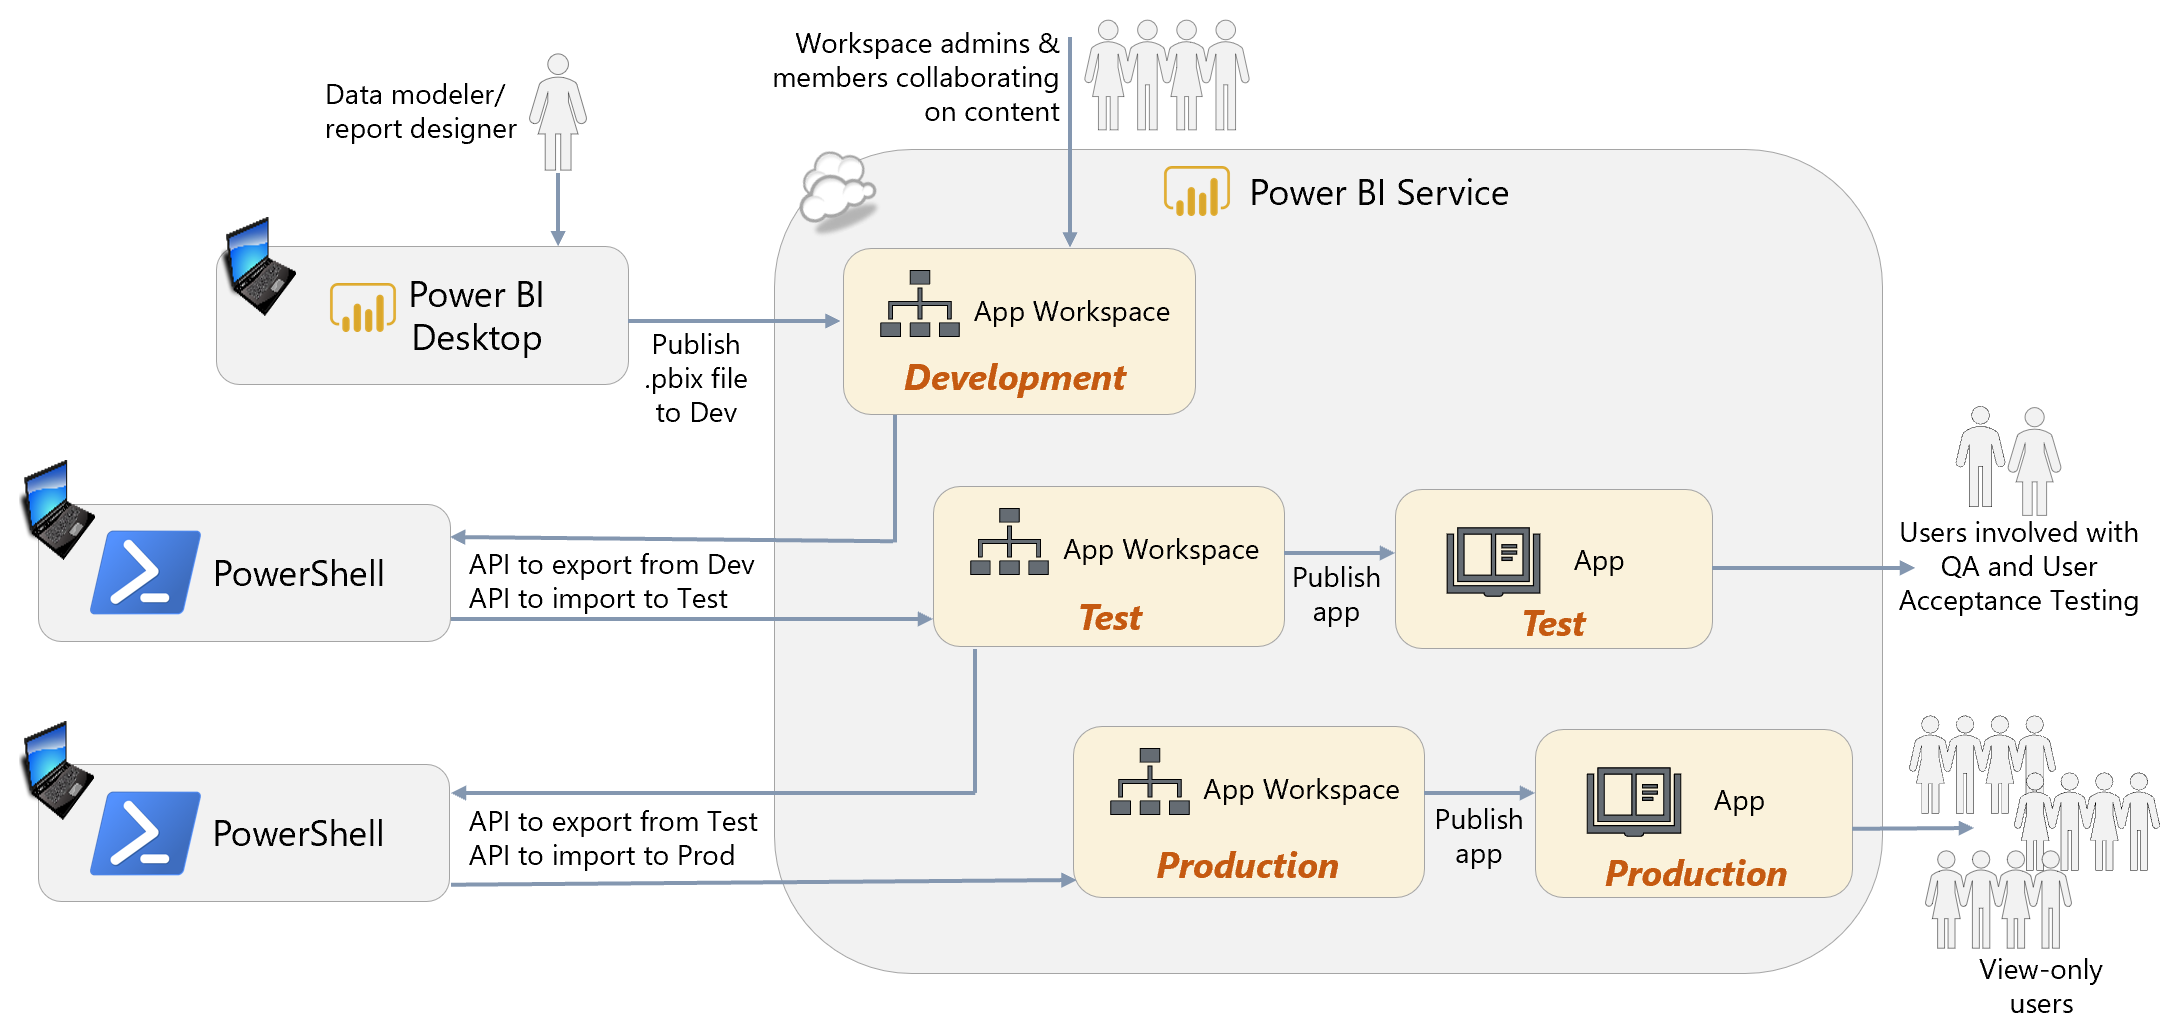 Workspace admins &
members collaborating
on content
Data modeler/
report designer
Power BI Service
Power BI
Desktop
Publish
.pbix file
to Dev
App Workspace
Development
PowerShell
API to export from Dev
API to import to Test
App Workspace
Test
Publish
app
App
Test
Users involved with
QA and User
Acceptance Testing
PowerShell
API to export from Test
API to import to Prod
App Workspace
Production
Publish
app
App
Production
View-only
users